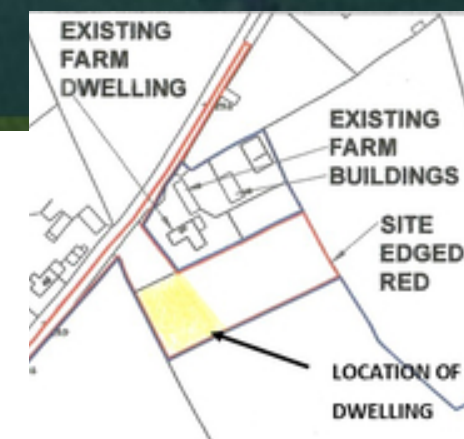 EXISTING
FARM
DWELLING
EXISTING
FARM
BUILDINGS
SITE
EDGED
RED
LOCATION OF
DWELLING